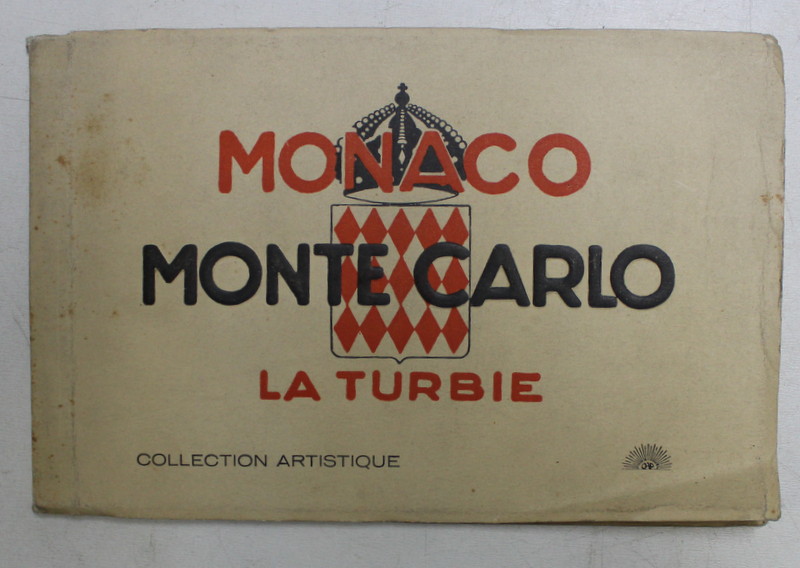 MONACO
MONTE CARLO
LA TURBIE
COLLECTION ARTISTIQUE